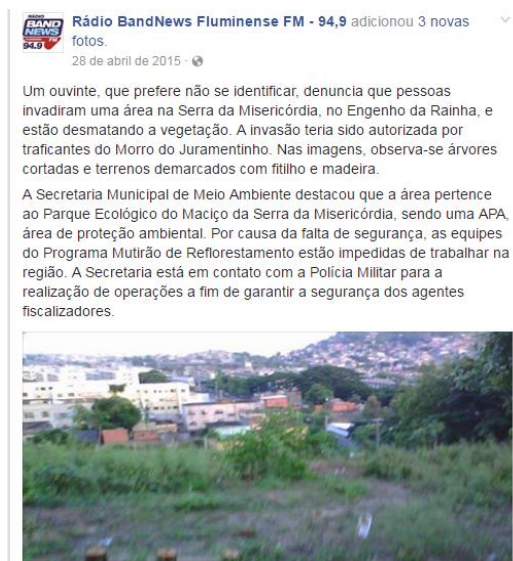 RÁDIO
BAND
NEWS
FM
94.9
Rádio BandNews Fluminense FM - 94,9 adicionou 3 novas
fotos.
28 de abril de 2015 ·
Um ouvinte, que prefere não se identificar, denuncia que pessoas
invadiram uma área na Serra da Misericórdia, no Engenho da Rainha, e
estão desmatando a vegetação. A invasão teria sido autorizada por
traficantes do Morro do Juramentinho. Nas imagens, observa-se árvores
cortadas e terrenos demarcados com fitilho e madeira.
A Secretaria Municipal de Meio Ambiente destacou que a área pertence
ao Parque Ecológico do Maciço da Serra da Misericórdia, sendo uma APA,
área de proteção ambiental. Por causa da falta de segurança, as equipes
do Programa Mutirão de Reflorestamento estão impedidas de trabalhar na
região. A Secretaria está em contato com a Polícia Militar para a
realização de operações a fim de garantir a segurança dos agentes
fiscalizadores.